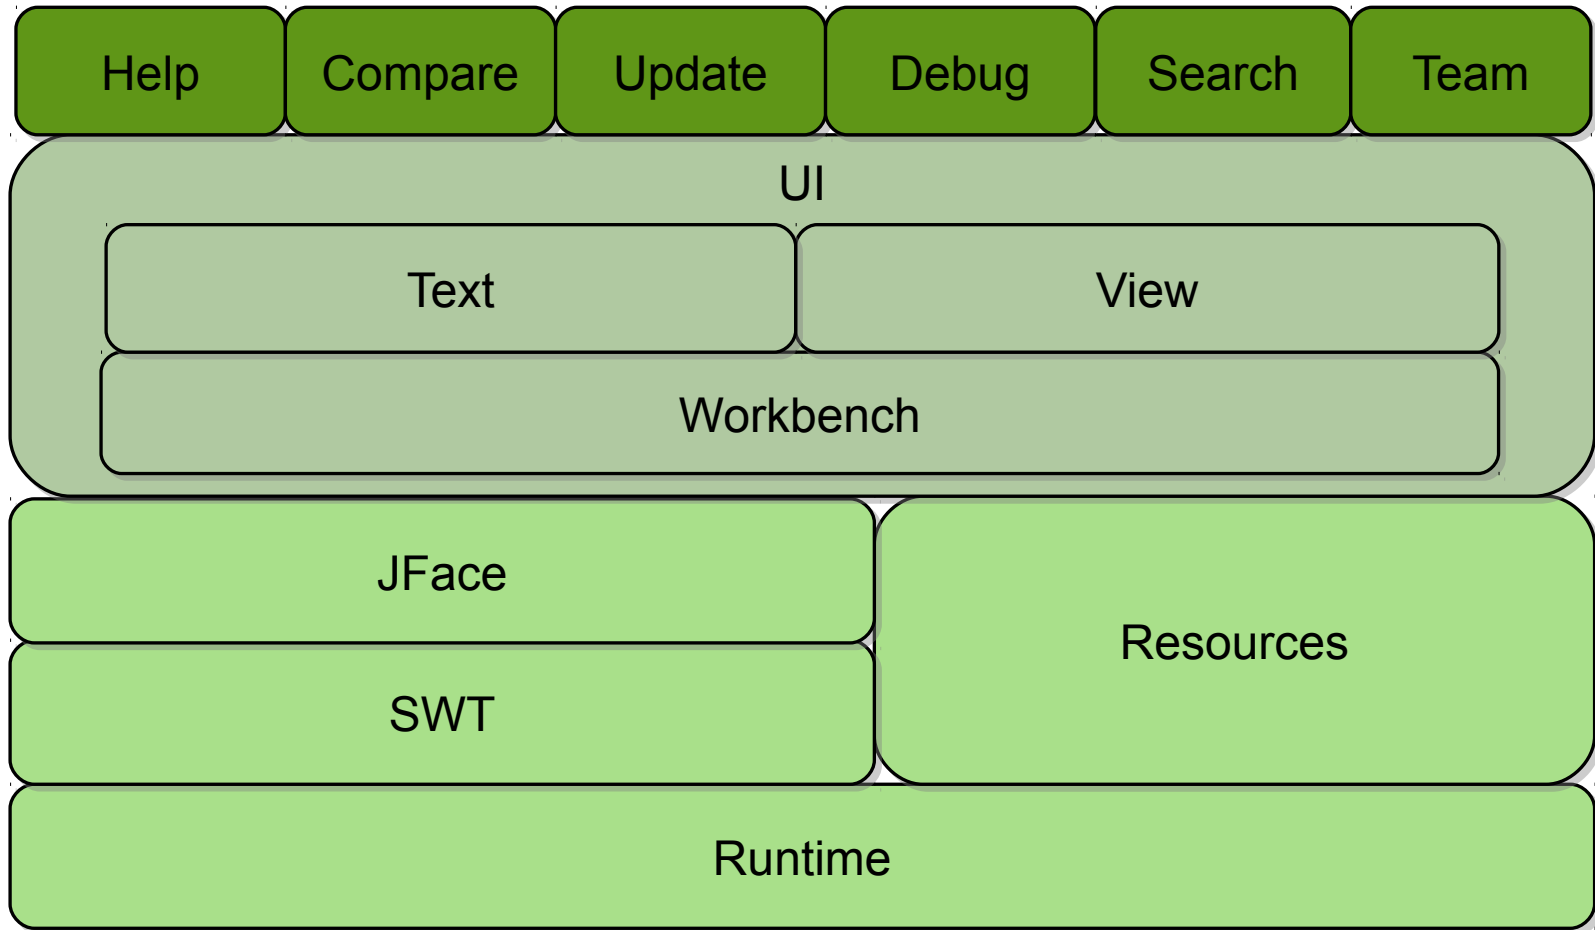 Help
Compare
Update
Debug
Search
Team
UI
Text
View
Workbench
JFace
Resources
SWT
Runtime